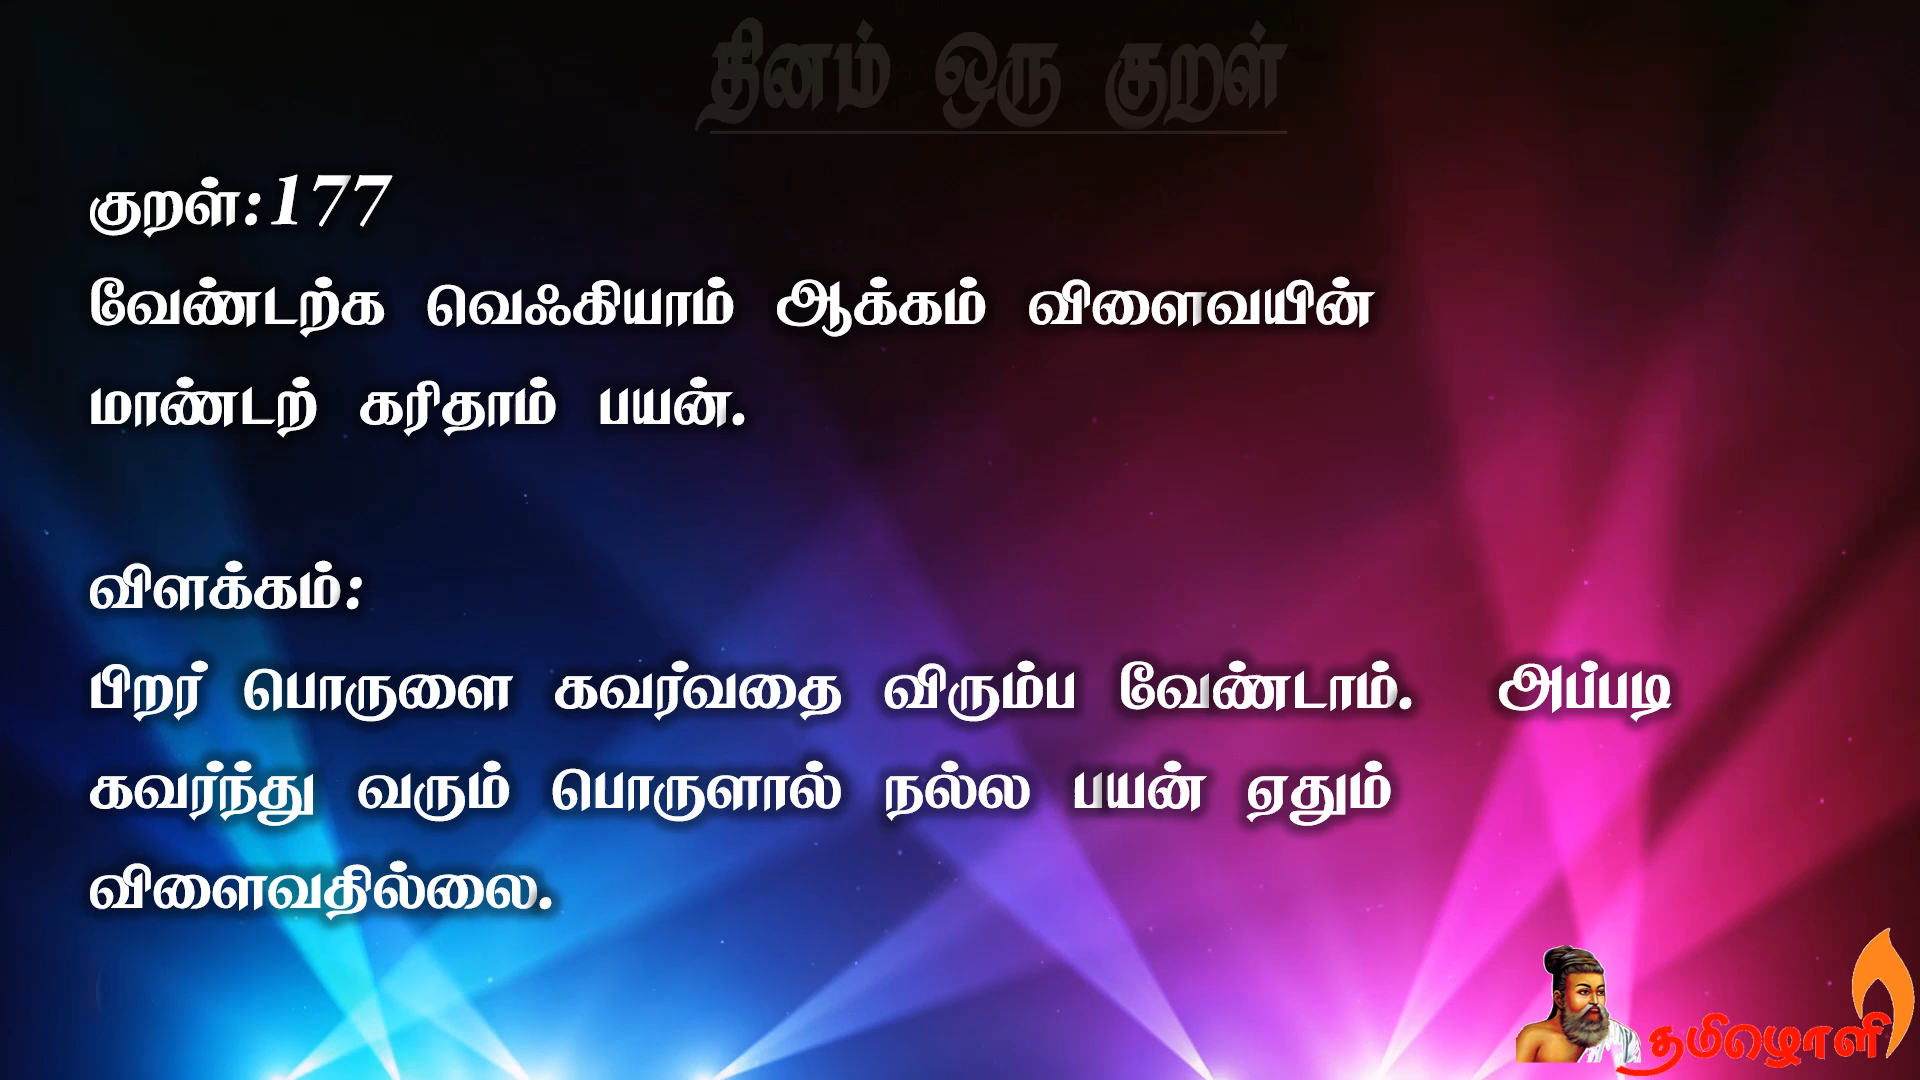 தினம் ஒரு குறள்
குறள்:177
வேண்டற்க வெஃகியாம் ஆக்கம் விளைவயின்
மாண்டற் கரிதாம் பயன்.
விளக்கம்:
பிறர் பொருளை கவர்வதை விரும்ப வேண்டாம். அப்படி
கவர்ந்து வரும் பொருளால் நல்ல பயன் ஏதும்
விளைவதில்லை.
தமிழொளி